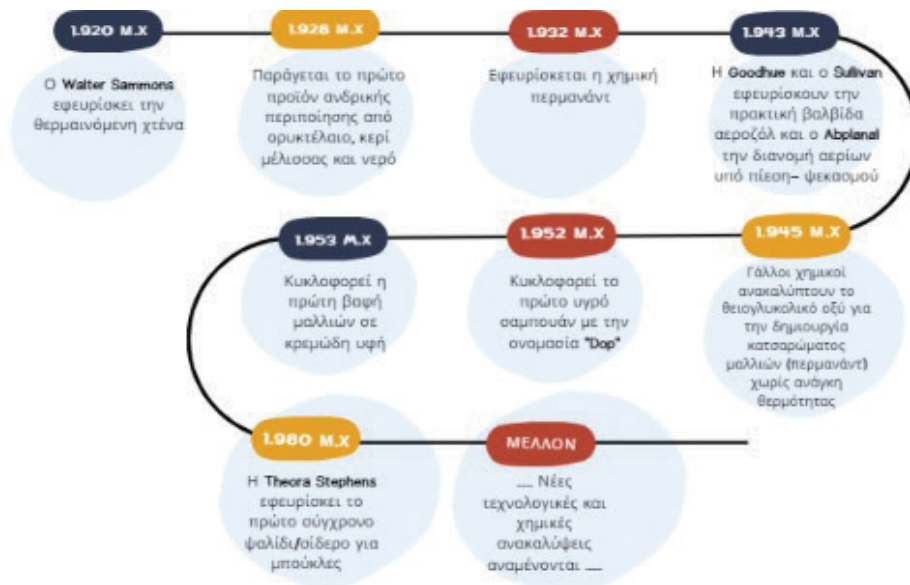 1.920 Μ.Χ
Ο Walter Sammons
εφευρίσκει την
θερμαινόμενη χτένα
1.928 Μ.Χ
Παράγεται το πρώτο
προϊόν ανδρικής
περιποίησης από
ορυκτέλαιο, κερί
μέλισσας και νερό
1.932 Μ.Χ
Εφευρίσκεται η χημική
περμανάντ
1.943 Μ.Χ
Η Goodhue και ο Sullivan
εφευρίσκουν την
πρακτική βαλβίδα
αεροζόλ και ο Abplanal
την διανομή αερίων
υπό πίεση– ψεκασμού
1.945 Μ.Χ
Γάλλοι χημικοί
ανακαλύπτουν το
θειογλυκολικό οξύ για
την δημιουργία
κατσαρώματος
μαλλιών (περμανάντ)
χωρίς ανάγκη
θερμότητας
1.952 Μ.Χ
Κυκλοφορεί το
πρώτο υγρό
σαμπουάν με την
ονομασία "Dop"
1.953 Μ.Χ
Κυκλοφορεί η
πρώτη βαφή
μαλλιών σε
κρεμώδη υφή
1.980 Μ.Χ
Η Theora Stephens
εφευρίσκει το
πρώτο σύγχρονο
ψαλίδι/σίδερο για
μπούκλες
ΜΕΛΛΟΝ
.... Νέες
τεχνολογικές και
χημικές
ανακαλύψεις
αναμένονται ....